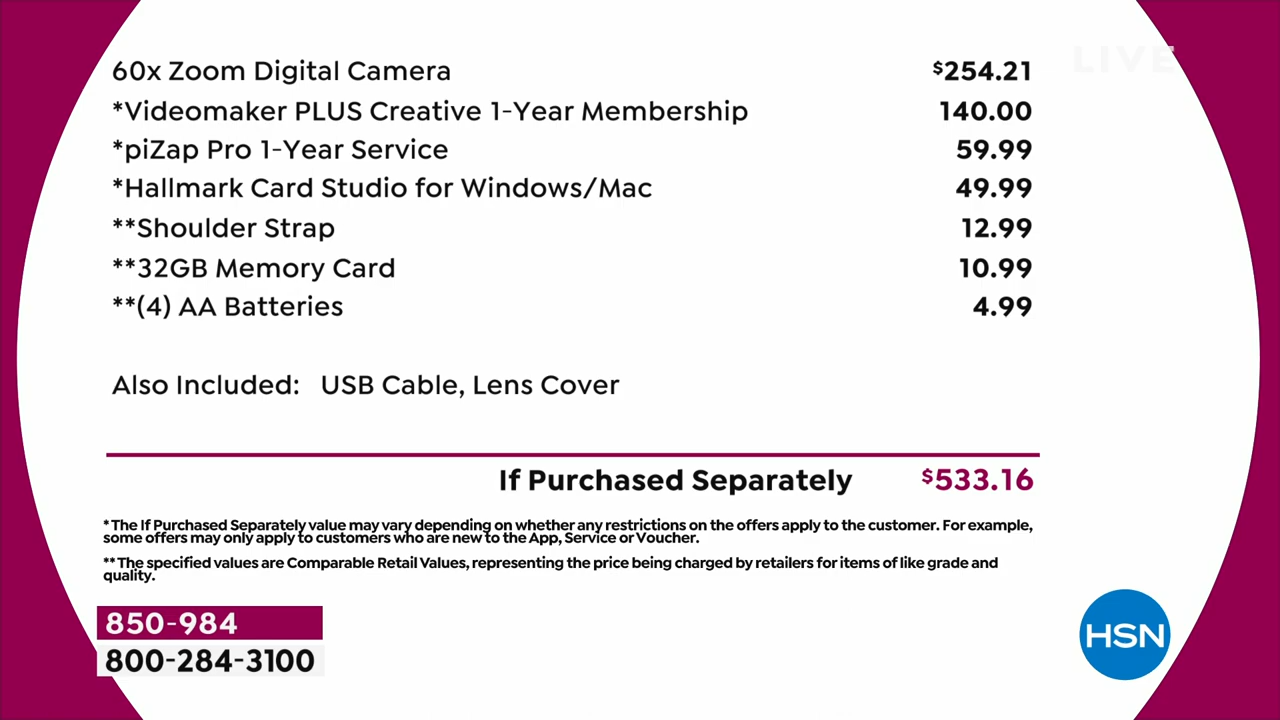 LIVE
60x Zoom Digital Camera $254.21
*Videomaker PLUS Creative 1-Year Membership 140.00
*piZap Pro 1-Year Service 59.99
*Hallmark Card Studio for Windows/Mac 49.99
**Shoulder Strap 12.99
**32GB Memory Card 10.99
**(4) AA Batteries 4.99
Also Included: USB Cable, Lens Cover
If Purchased Separately $533.16
* The If Purchased Separately value may vary depending on whether any restrictions on the offers apply to the customer. For example,
some offers may only apply to customers who are new to the App, Service or Voucher.
** The specified values are Comparable Retail Values, representing the price being charged by retailers for items of like grade and
quality.
850-984
800-284-3100
HSN